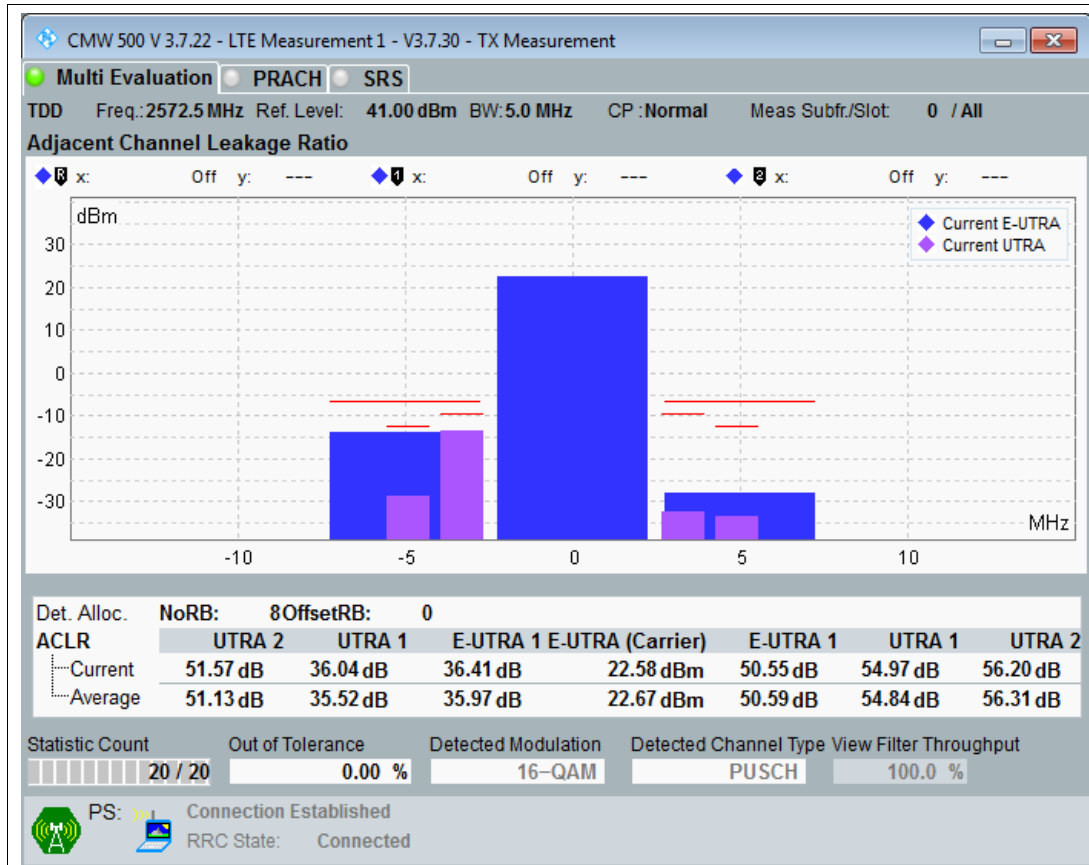 CMW 500 V 3.7.22 - LTE Measurement 1 - V3.7.30 - TX Measurement
Multi Evaluation PRACH SRS
TDD Freq.: 2572.5 MHz Ref. Level: 41.00 dBm BW: 5.0 MHz CP : Normal Meas Subfr./Slot: 0 / All
Adjacent Channel Leakage Ratio
R x: Off y: --- 1 x: Off y: --- 2 x: Off y: ---
dBm
Current E-UTRA
Current UTRA
30
20
10
0
-10
-20
-30
MHz
-10 -5 0 5 10
Det. Alloc. NoRB: 8 OffsetRB: 0
ACLR UTRA 2 UTRA 1 E-UTRA 1 E-UTRA (Carrier) E-UTRA 1 UTRA 1 UTRA 2
Current 51.57 dB 36.04 dB 36.41 dB 22.58 dBm 50.55 dB 54.97 dB 56.20 dB
Average 51.13 dB 35.52 dB 35.97 dB 22.67 dBm 50.59 dB 54.84 dB 56.31 dB
Statistic Count Out of Tolerance Detected Modulation Detected Channel Type View Filter Throughput
20 / 20 0.00 % 16-QAM PUSCH 100.0 %
PS: Connection Established
RRC State: Connected